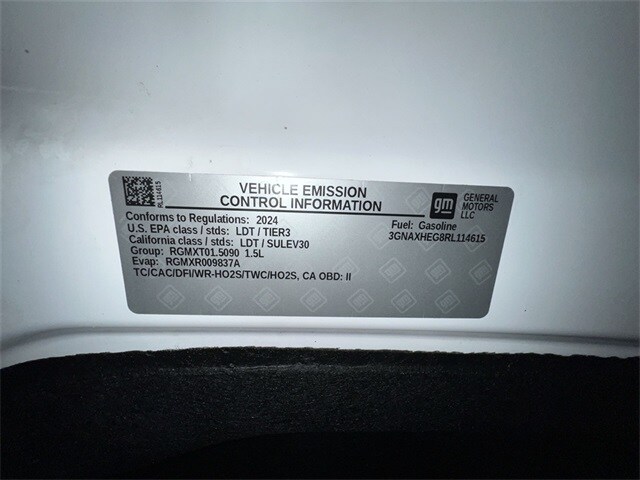 RL114615
VEHICLE EMISSION
CONTROL INFORMATION
gm
GENERAL
MOTORS
LLC
Conforms to Regulations: 2024
U.S. EPA class / stds: LDT / TIER3
California class / stds: LDT / SULEV30
Group: RGMXT01.5090 1.5L
Evap: RGMXR009837A
TC/CAC/DFI/WR-HO2S/TWC/HO2S, CA OBD: II
Fuel: Gasoline
3GNAXHEG8RL114615